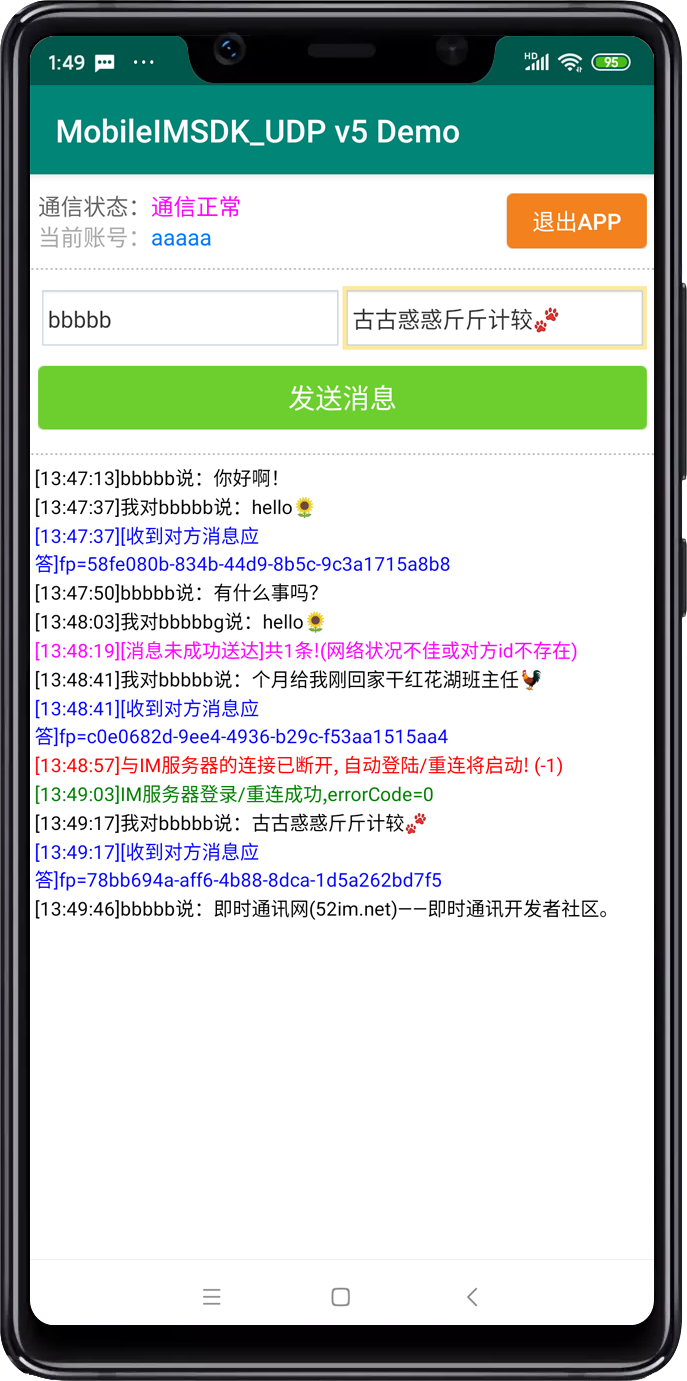 1:49 ... HD 95
MobileIMSDK_UDP v5 Demo
通信状态：通信正常
当前账号：aaaaa
退出APP
bbbbb
古古惑惑斤斤计较🐾
发送消息
[13:47:13]bbbbb说：你好啊！
[13:47:37]我对bbbbb说：hello🌻
[13:47:37][收到对方消息应
答]fp=58fe080b-834b-44d9-8b5c-9c3a1715a8b8
[13:47:50]bbbbb说：有什么事吗？
[13:48:03]我对bbbbbg说：hello🌻
[13:48:19][消息未成功送达]共1条!(网络状况不佳或对方id不存在)
[13:48:41]我对bbbbb说：个月给我刚回家干红花湖班主任🐓
[13:48:41][收到对方消息应
答]fp=c0e0682d-9ee4-4936-b29c-f53aa1515aa4
[13:48:57]与IM服务器的连接已断开, 自动登陆/重连将启动! (-1)
[13:49:03]IM服务器登录/重连成功,errorCode=0
[13:49:17]我对bbbbb说：古古惑惑斤斤计较🐾
[13:49:17][收到对方消息应
答]fp=78bb694a-aff6-4b88-8dca-1d5a262bd7f5
[13:49:46]bbbbb说：即时通讯网(52im.net)——即时通讯开发者社区。